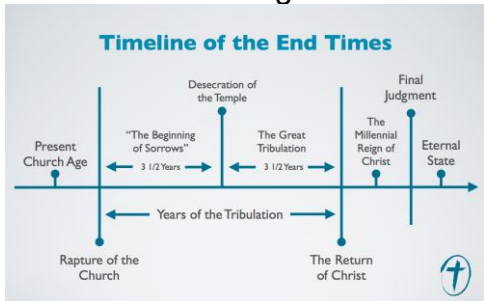 Timeline of the End Times
Desecration of
the Temple
Final
Judgment
Present
Church Age
"The Beginning
of Sorrows"
3 1/2 Years
The Great
Tribulation
3 1/2 Years
The
Millennial
Reign of
Christ
Eternal
State
Years of the Tribulation
Rapture of the
Church
The Return
of Christ